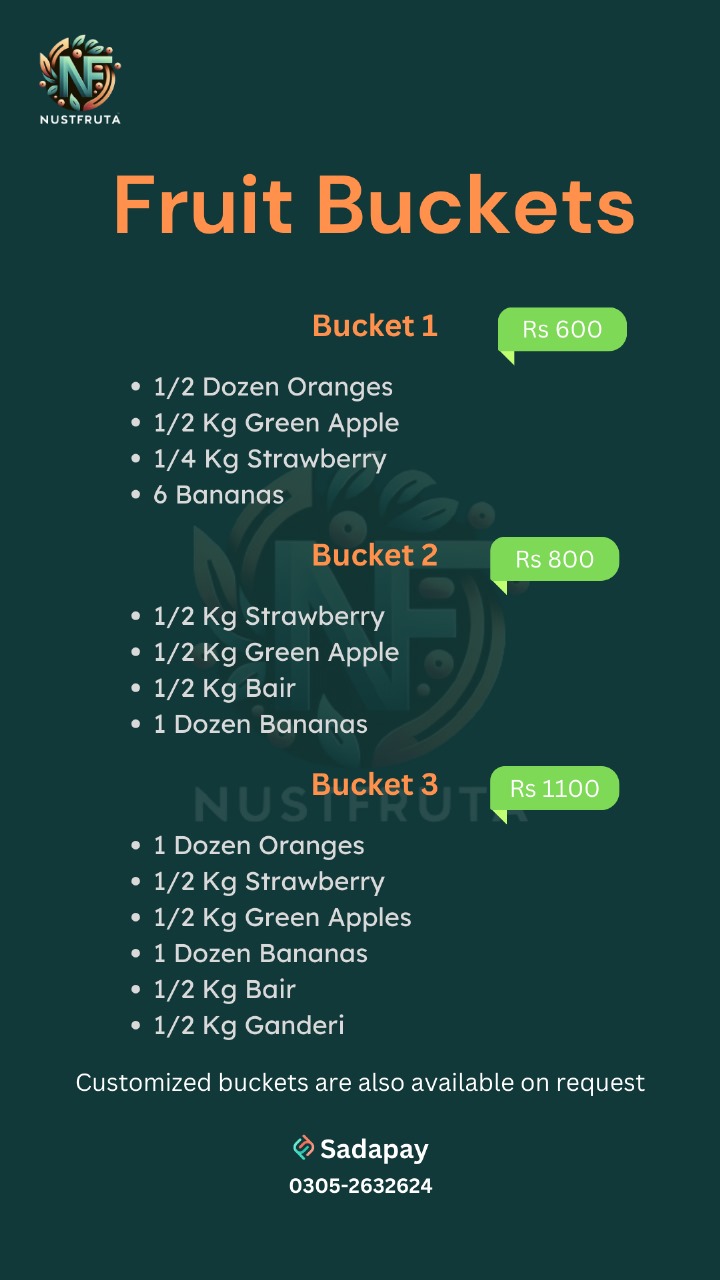 NF
NUSTFRUTA
Fruit Buckets
Bucket 1
Rs 600
• 1/2 Dozen Oranges
• 1/2 Kg Green Apple
• 1/4 Kg Strawberry
• 6 Bananas
Bucket 2
Rs 800
• 1/2 Kg Strawberry
• 1/2 Kg Green Apple
• 1/2 Kg Bair
• 1 Dozen Bananas
NF
Bucket 3
Rs 1100
NUSTFRUTA
• 1 Dozen Oranges
• 1/2 Kg Strawberry
• 1/2 Kg Green Apples
• 1 Dozen Bananas
• 1/2 Kg Bair
• 1/2 Kg Ganderi
Customized buckets are also available on request
Sadapay
0305-2632624